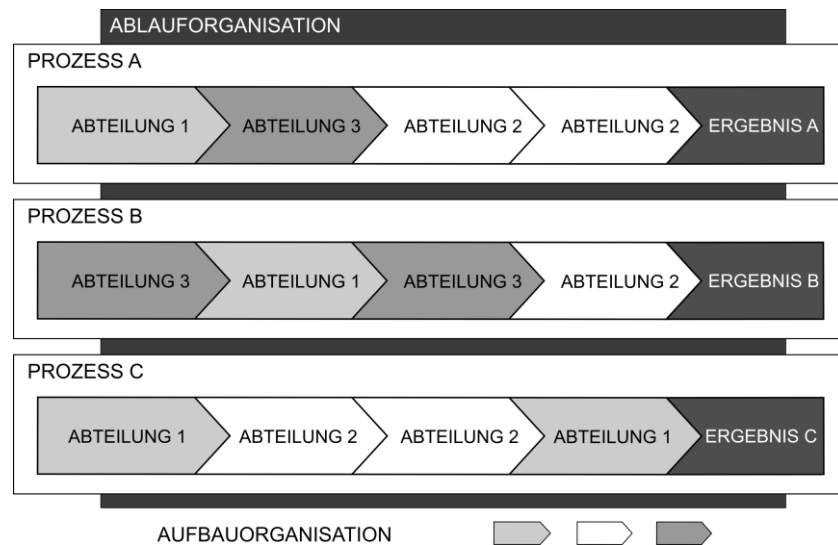 ABLAUFORGANISATION
PROZESS A
ABTEILUNG 1 ABTEILUNG 3 ABTEILUNG 2 ABTEILUNG 2 ERGEBNIS A
PROZESS B
ABTEILUNG 3 ABTEILUNG 1 ABTEILUNG 3 ABTEILUNG 2 ERGEBNIS B
PROZESS C
ABTEILUNG 1 ABTEILUNG 2 ABTEILUNG 2 ABTEILUNG 1 ERGEBNIS C
AUFBAUORGANISATION